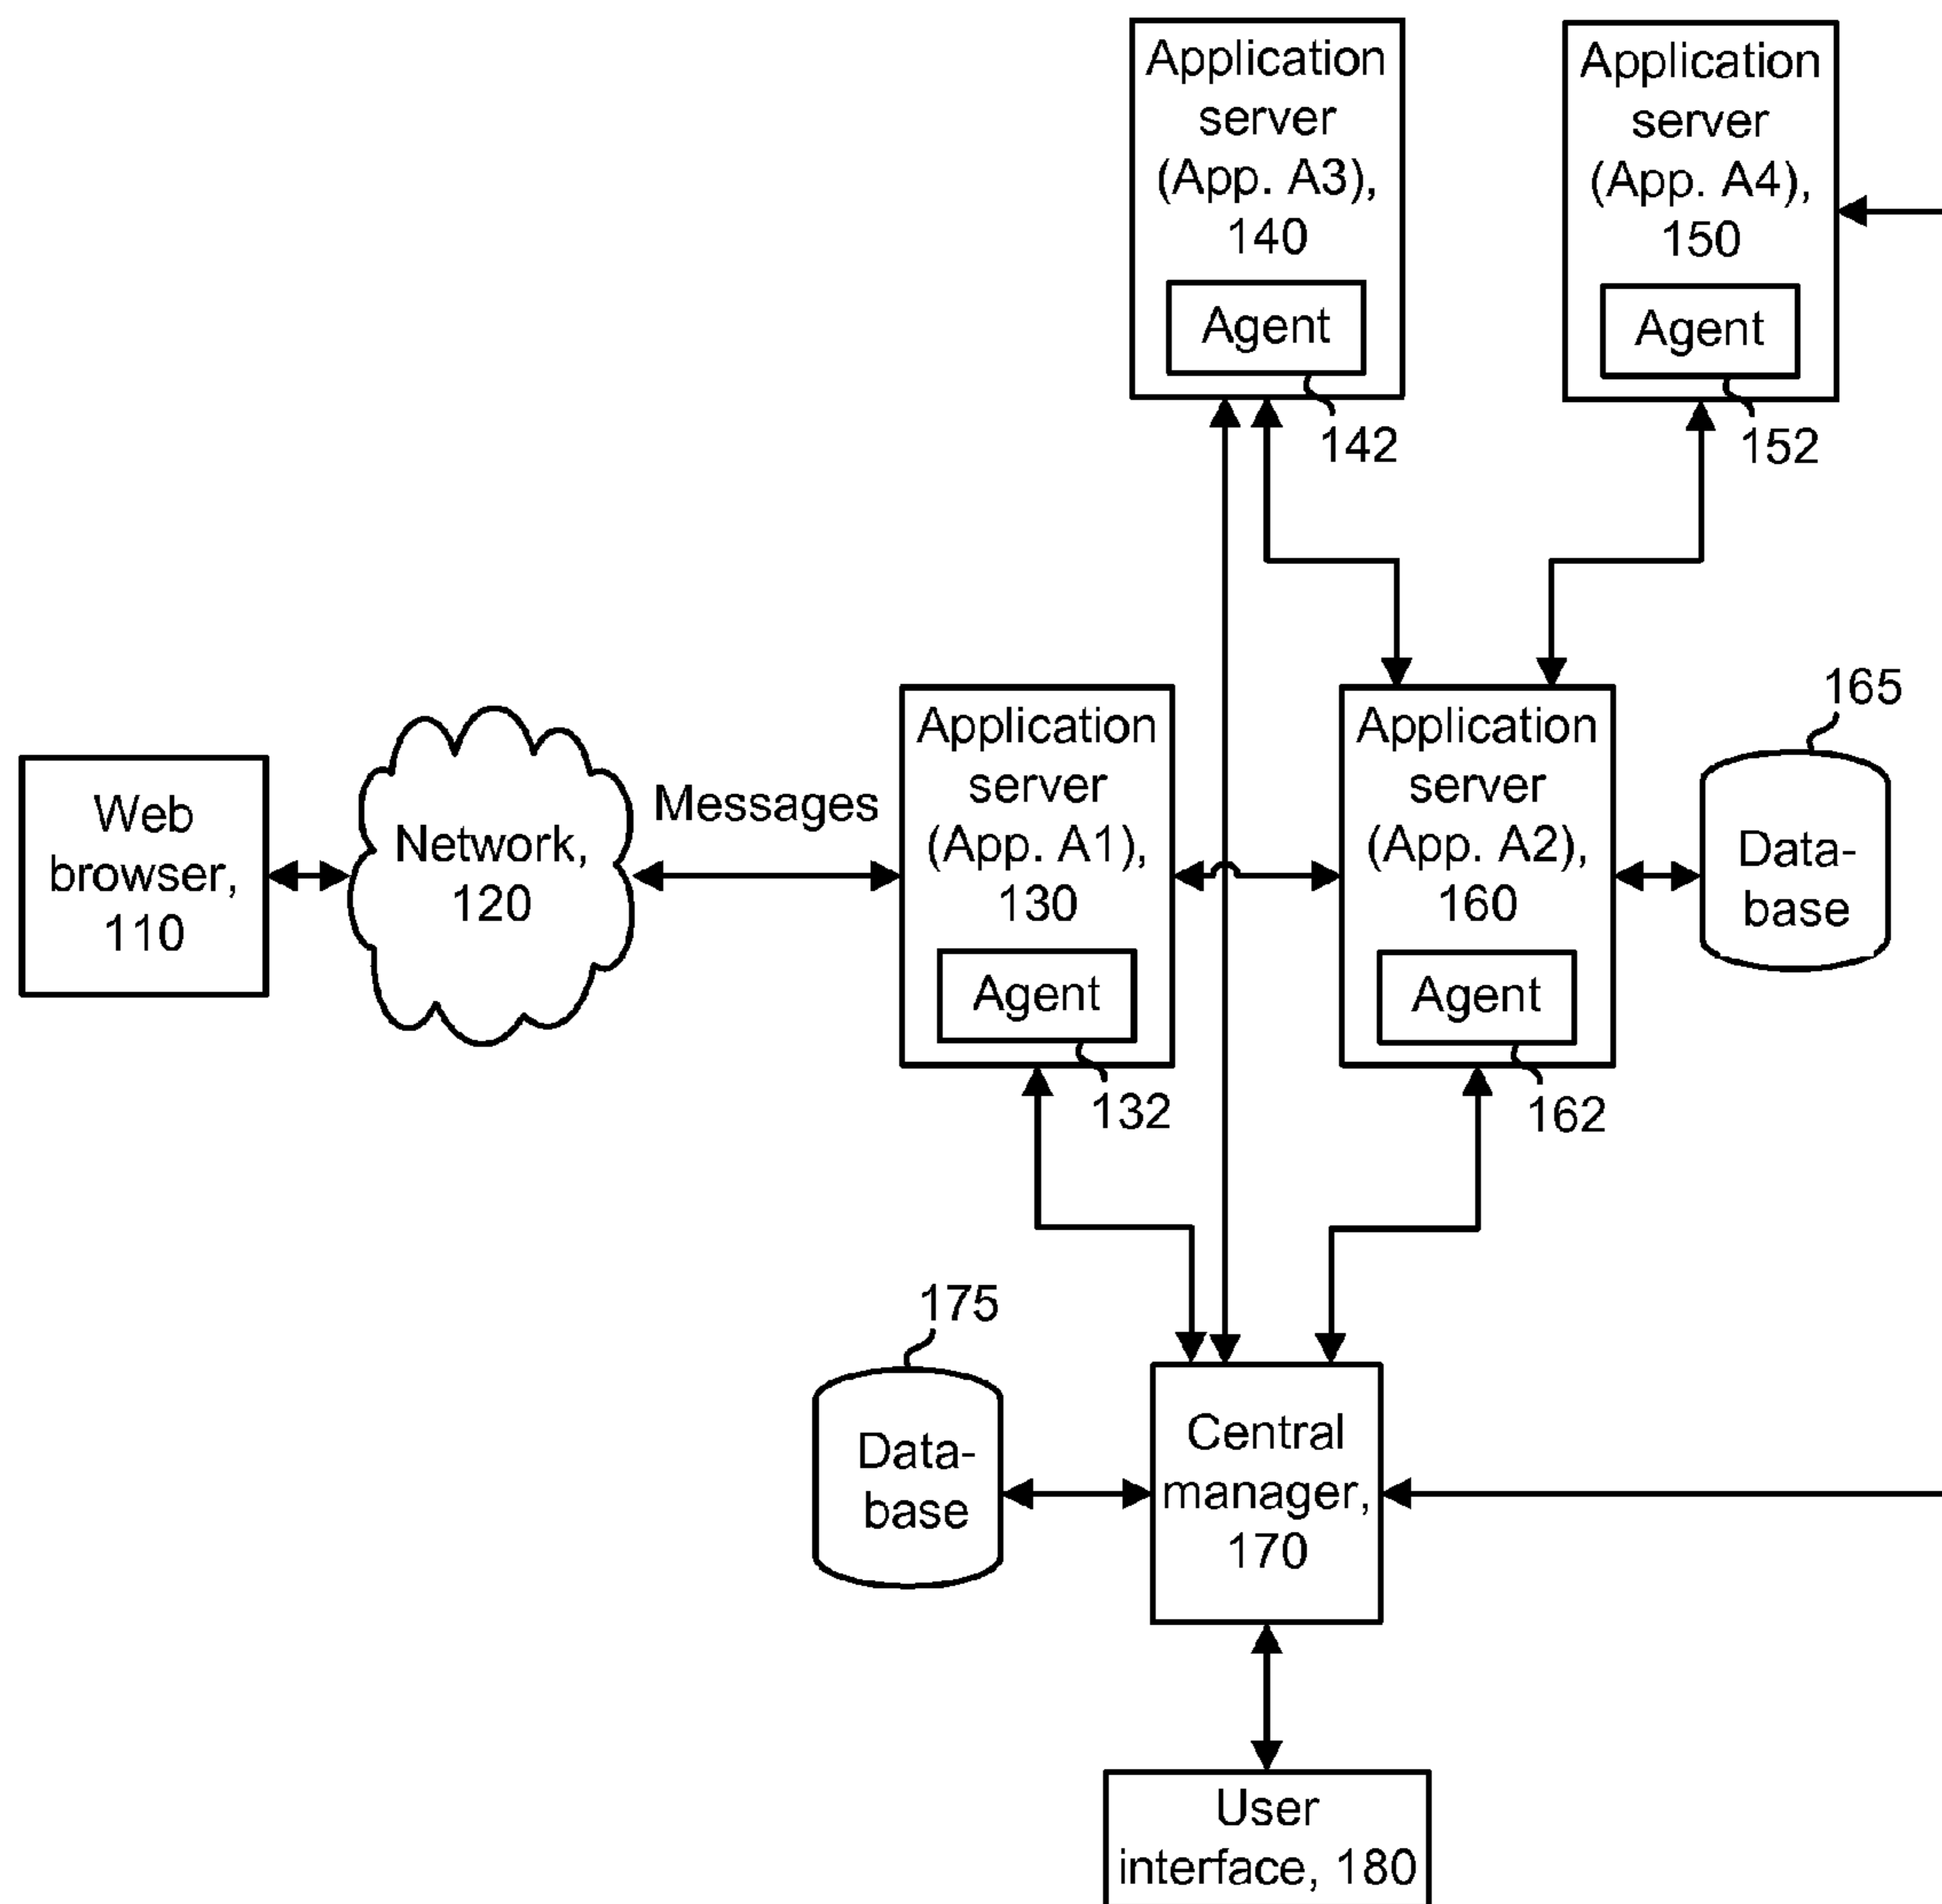 Application
server
(App. A3),
140
Agent
142
Application
server
(App. A4),
150
Agent
152
Web
browser,
110
Network,
120
Messages
Application
server
(App. A1),
130
Agent
132
Application
server
(App. A2),
160
Agent
162
165
Data-
base
175
Data-
base
Central
manager,
170
User
interface, 180